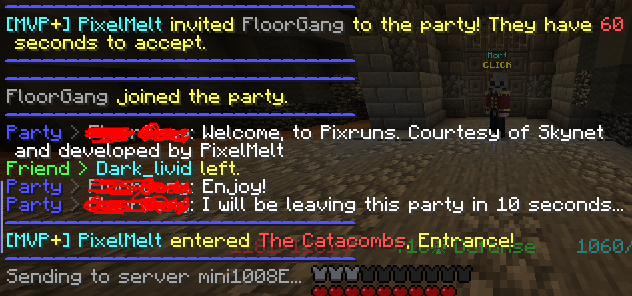 [MVP+] PixelMelt invited FloorGang to the party! They have 60
seconds to accept.
FloorGang joined the party.
Party > : Welcome, to Pixruns. Courtesy of Skynet
and developed by PixelMelt
Friend > Dark_livid left.
Party > : Enjoy!
Party > : I will be leaving this party in 10 seconds...
[MVP+] PixelMelt entered The Catacombs, Entrance!
Sending to server mini1008E...
Mort
CLICK
Defense
1060/